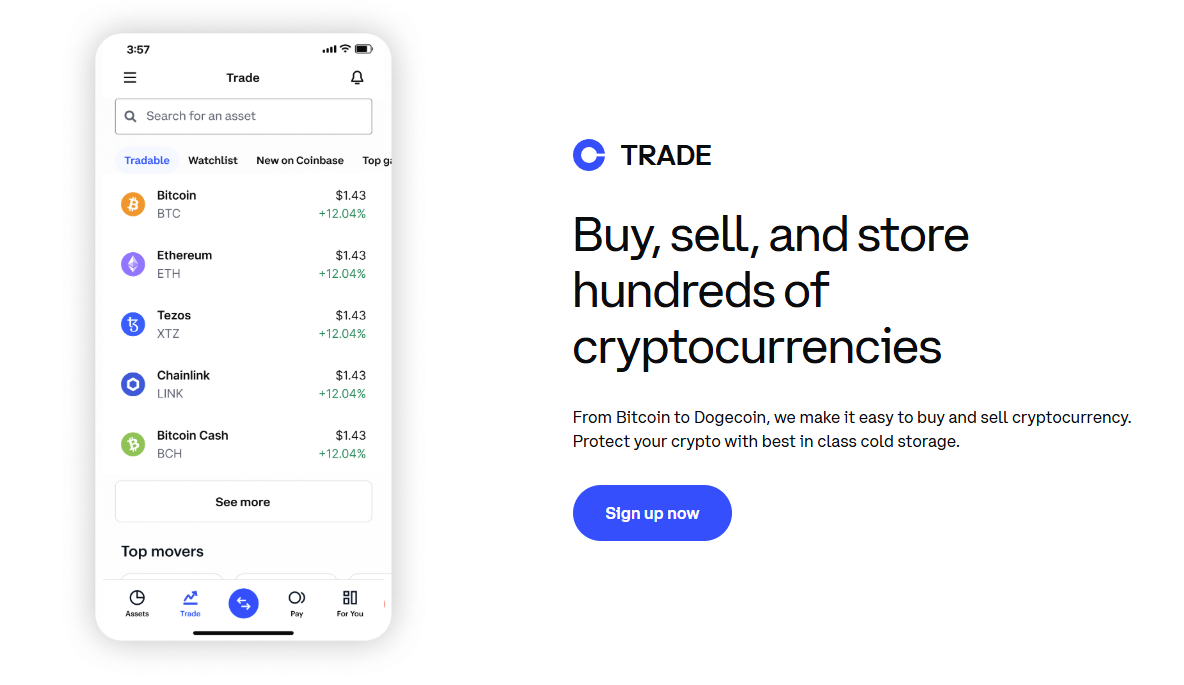 3:57
Trade
Search for an asset
Tradable Watchlist New on Coinbase Top ga
Bitcoin $1.43
BTC +12.04%
Ethereum $1.43
ETH +12.04%
Tezos $1.43
XTZ +12.04%
Chainlink $1.43
LINK +12.04%
Bitcoin Cash $1.43
BCH +12.04%
See more
Top movers
Assets Trade Pay For You
TRADE
Buy, sell, and store
hundreds of
cryptocurrencies
From Bitcoin to Dogecoin, we make it easy to buy and sell cryptocurrency.
Protect your crypto with best in class cold storage.
Sign up now